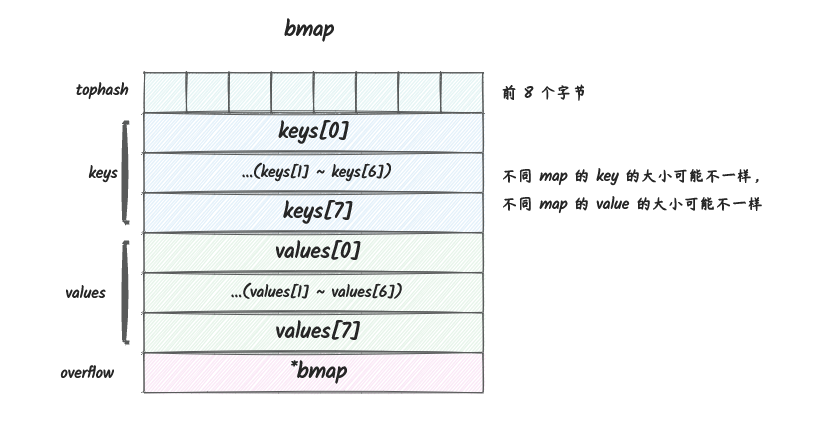 bmap
tophash
前 8 个字节
keys[0]
keys
...(keys[1] ~ keys[6])
不同 map 的 key 的大小可能不一样，
keys[7]
不同 map 的 value 的大小可能不一样
values[0]
values
...(values[1] ~ values[6])
values[7]
overflow
*bmap